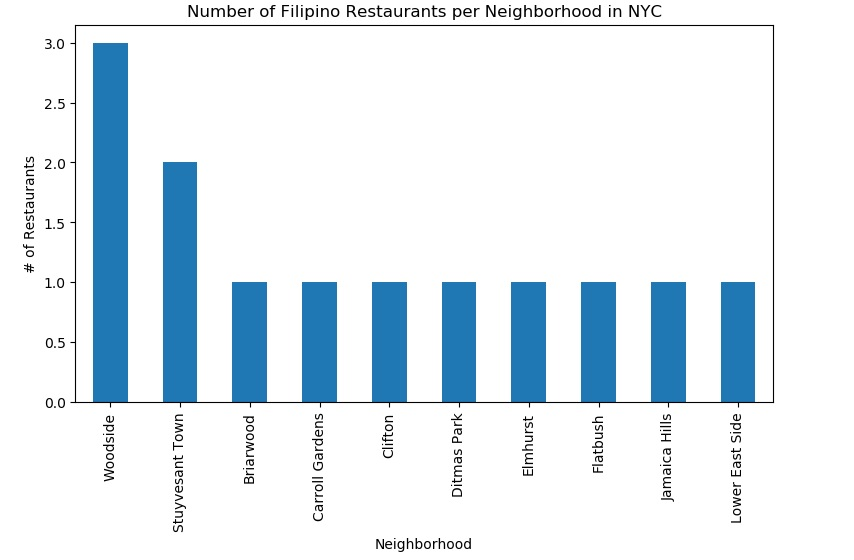 Number of Filipino Restaurants per Neighborhood in NYC
# of Restaurants
3.0
2.5
2.0
1.5
1.0
0.5
0.0
Woodside
Stuyvesant Town
Briarwood
Carroll Gardens
Clifton
Ditmas Park
Elmhurst
Flatbush
Jamaica Hills
Lower East Side
Neighborhood